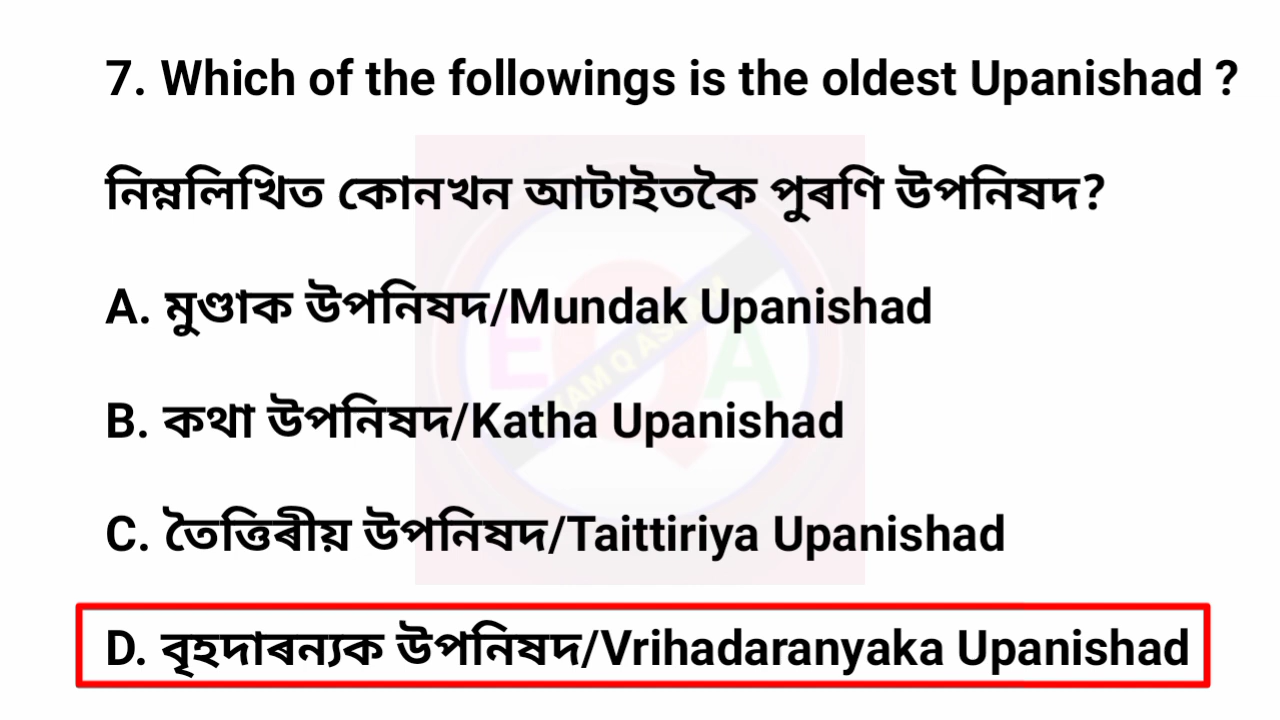 7. Which of the followings is the oldest Upanishad ?
নিম্নলিখিত কোনখন আটাইতকৈ পুৰণি উপনিষদ?
A. মুণ্ডাক উপনিষদ/Mundak Upanishad
B. কথা উপনিষদ/Katha Upanishad
C. তৈত্তিৰীয় উপনিষদ/Taittiriya Upanishad
D. বৃহদাৰন্যক উপনিষদ/Vrihadaranyaka Upanishad